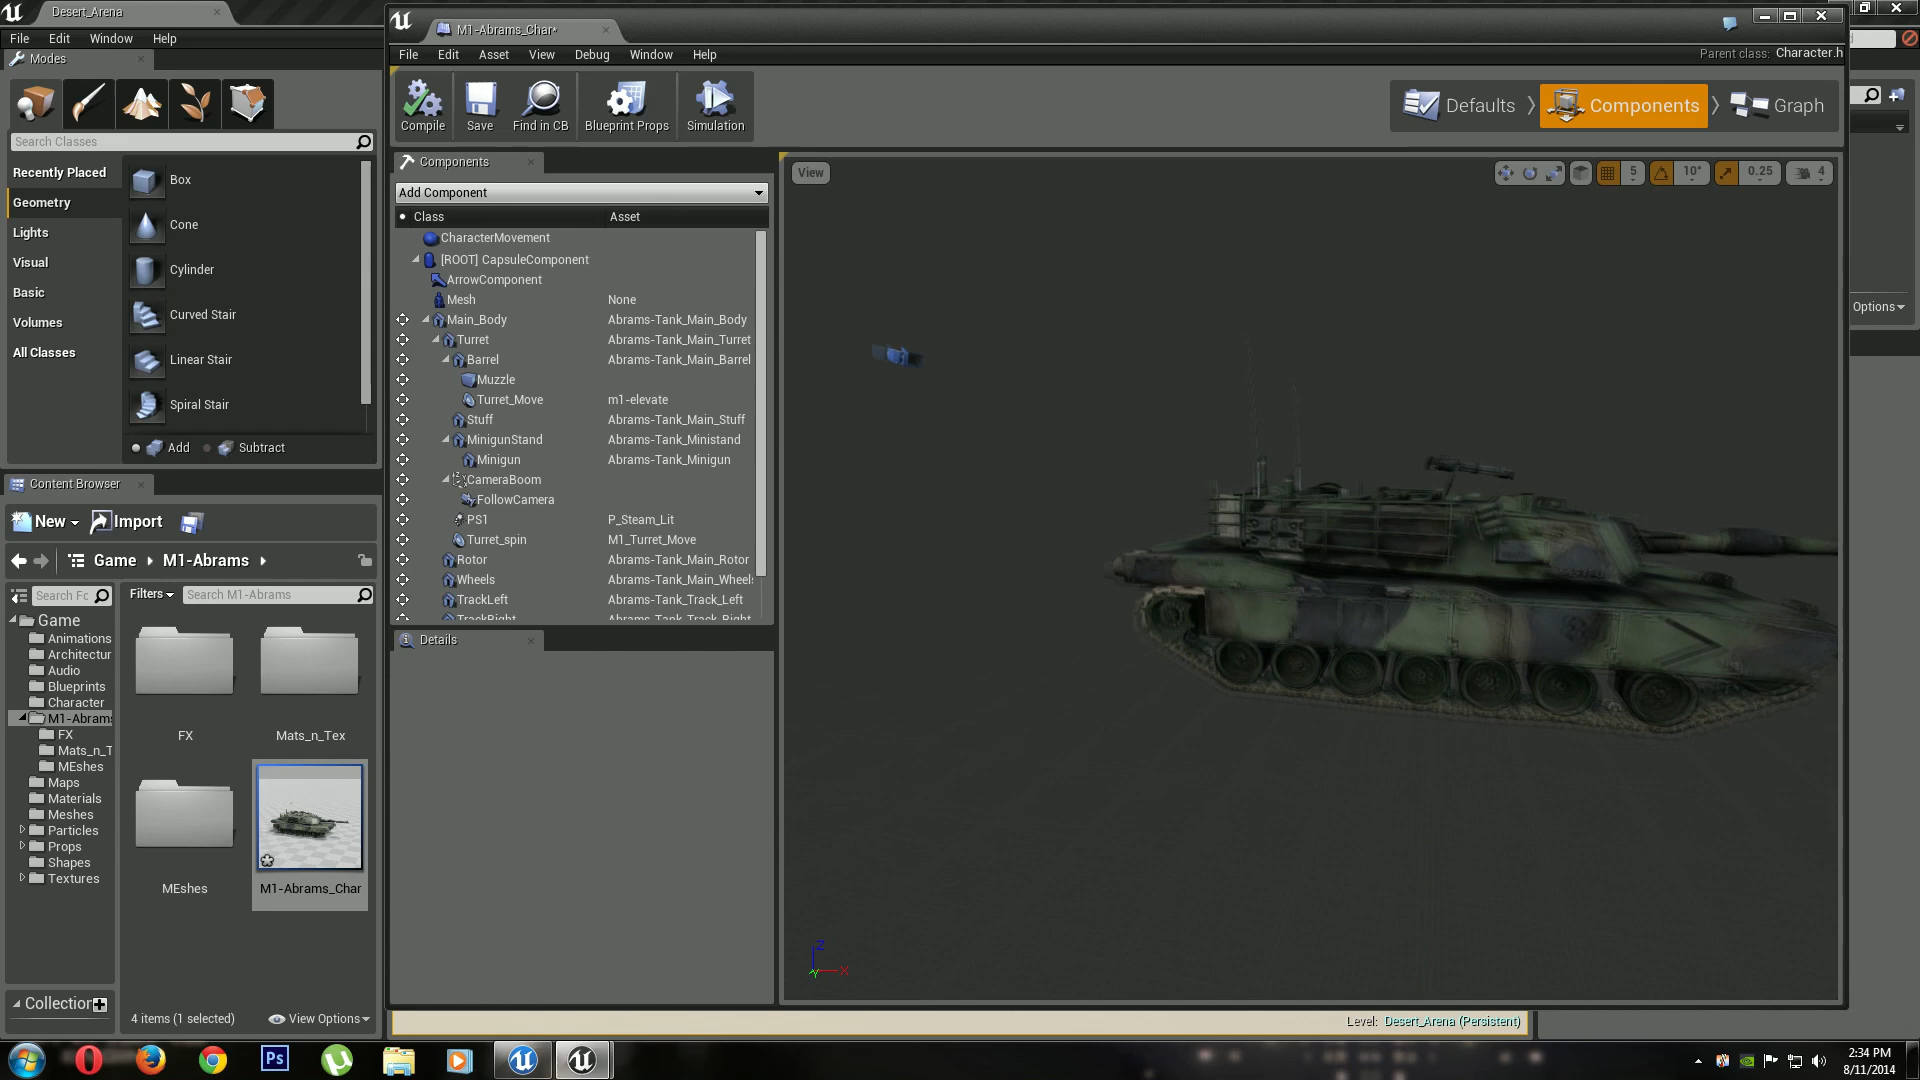 Desert_Arena
File Edit Window Help
Modes
Search Classes
Recently Placed
Geometry
Lights
Visual
Basic
Volumes
All Classes
Box
Cone
Cylinder
Curved Stair
Linear Stair
Spiral Stair
Add Subtract
Content Browser
New Import
Game M1-Abrams
Search Fo
Filters
Search M1-Abrams
Game
Animations
Architectur
Audio
Blueprints
Character
M1-Abrams
FX
Mats_n_T
MEshes
Maps
Materials
Meshes
Particles
Props
Shapes
Textures
Collection
FX
Mats_n_Tex
MEshes
M1-Abrams_Char
4 items (1 selected)
View Options
M1-Abrams_Char*
File Edit Asset View Debug Window Help
Parent class: Character.h
Compile
Save
Find in CB
Blueprint Props
Simulation
Defaults
Components
Graph
Components
Add Component
Class Asset
CharacterMovement
[ROOT] CapsuleComponent
ArrowComponent
Mesh None
Main_Body Abrams-Tank_Main_Body
Turret Abrams-Tank_Main_Turret
Barrel Abrams-Tank_Main_Barrel
Muzzle
Turret_Move m1-elevate
Stuff Abrams-Tank_Main_Stuff
MinigunStand Abrams-Tank_Ministand
Minigun Abrams-Tank_Minigun
CameraBoom
FollowCamera
PS1 P_Steam_Lit
Turret_spin M1_Turret_Move
Rotor Abrams-Tank_Main_Rotor
Wheels Abrams-Tank_Main_Wheels
TrackLeft Abrams-Tank_Track_Left
TrackRight Abrams-Tank_Track_Right
Details
View
5 10° 0.25 4
Z
X
Y
Options
Level: Desert_Arena (Persistent)
Ps
2:34 PM
8/11/2014